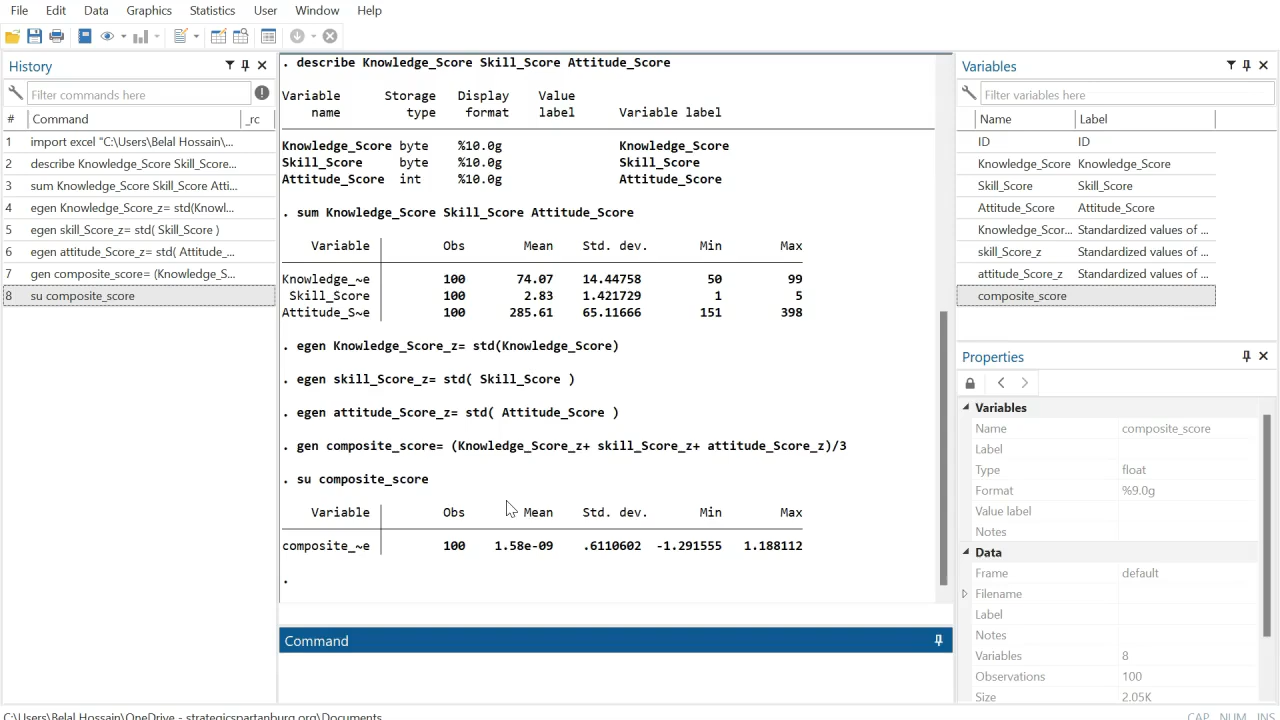 File Edit Data Graphics Statistics User Window Help
History
Filter commands here
# Command _rc
1 import excel "C:\Users\Belal Hossain\...
2 describe Knowledge_Score Skill_Score...
3 sum Knowledge_Score Skill_Score Atti...
4 egen Knowledge_Score_z= std(Knowl...
5 egen skill_Score_z= std( Skill_Score )
6 egen attitude_Score_z= std( Attitude_...
7 gen composite_score= (Knowledge_S...
8 su composite_score
. describe Knowledge_Score Skill_Score Attitude_Score
Variable Storage Display Value
name type format label Variable label
Knowledge_Score byte %10.0g Knowledge_Score
Skill_Score byte %10.0g Skill_Score
Attitude_Score int %10.0g Attitude_Score
. sum Knowledge_Score Skill_Score Attitude_Score
Variable Obs Mean Std. dev. Min Max
Knowledge_~e 100 74.07 14.44758 50 99
Skill_Score 100 2.83 1.421729 1 5
Attitude_S~e 100 285.61 65.11666 151 398
. egen Knowledge_Score_z= std(Knowledge_Score)
. egen skill_Score_z= std( Skill_Score )
. egen attitude_Score_z= std( Attitude_Score )
. gen composite_score= (Knowledge_Score_z+ skill_Score_z+ attitude_Score_z)/3
. su composite_score
Variable Obs Mean Std. dev. Min Max
composite_~e 100 1.58e-09 .6110602 -1.291555 1.188112
.
Command
Variables
Filter variables here
Name Label
ID ID
Knowledge_Score Knowledge_Score
Skill_Score Skill_Score
Attitude_Score Attitude_Score
Knowledge_Scor... Standardized values of ...
skill_Score_z Standardized values of ...
attitude_Score_z Standardized values of ...
composite_score
Properties
Variables
Name composite_score
Label
Type float
Format %9.0g
Value label
Notes
Data
Frame default
Filename
Label
Notes
Variables 8
Observations 100
Size 2.05K
C:\Users\Belal Hossain\OneDrive - strategicspartanburg.org\Documents
CAP NUM INS